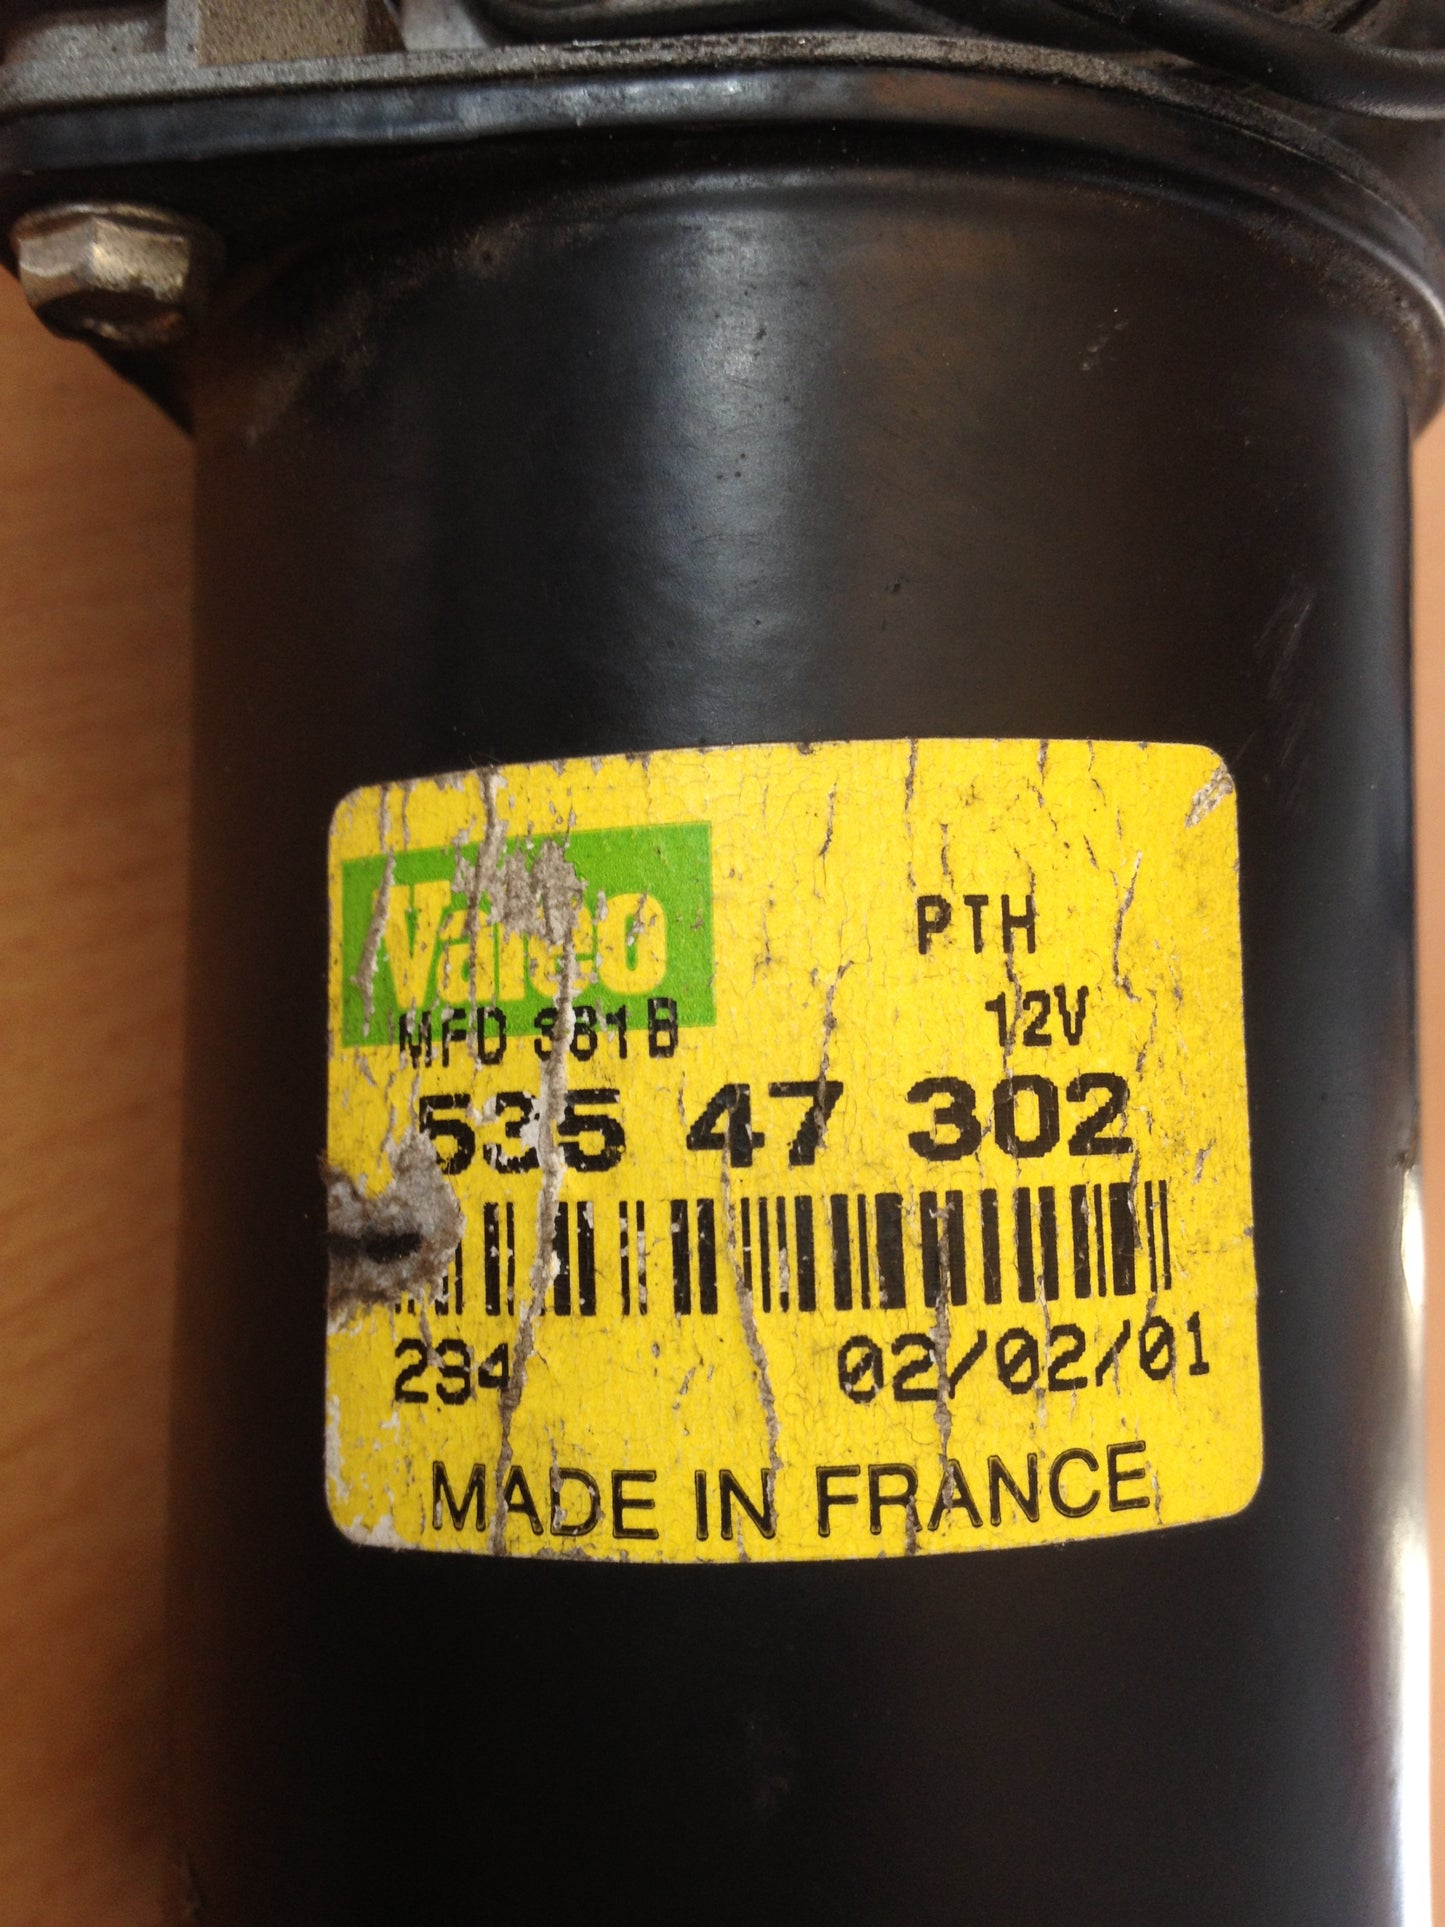 Valeo
PTH
12V
MFD 381B
535 47 302
234
02/02/01
MADE IN FRANCE